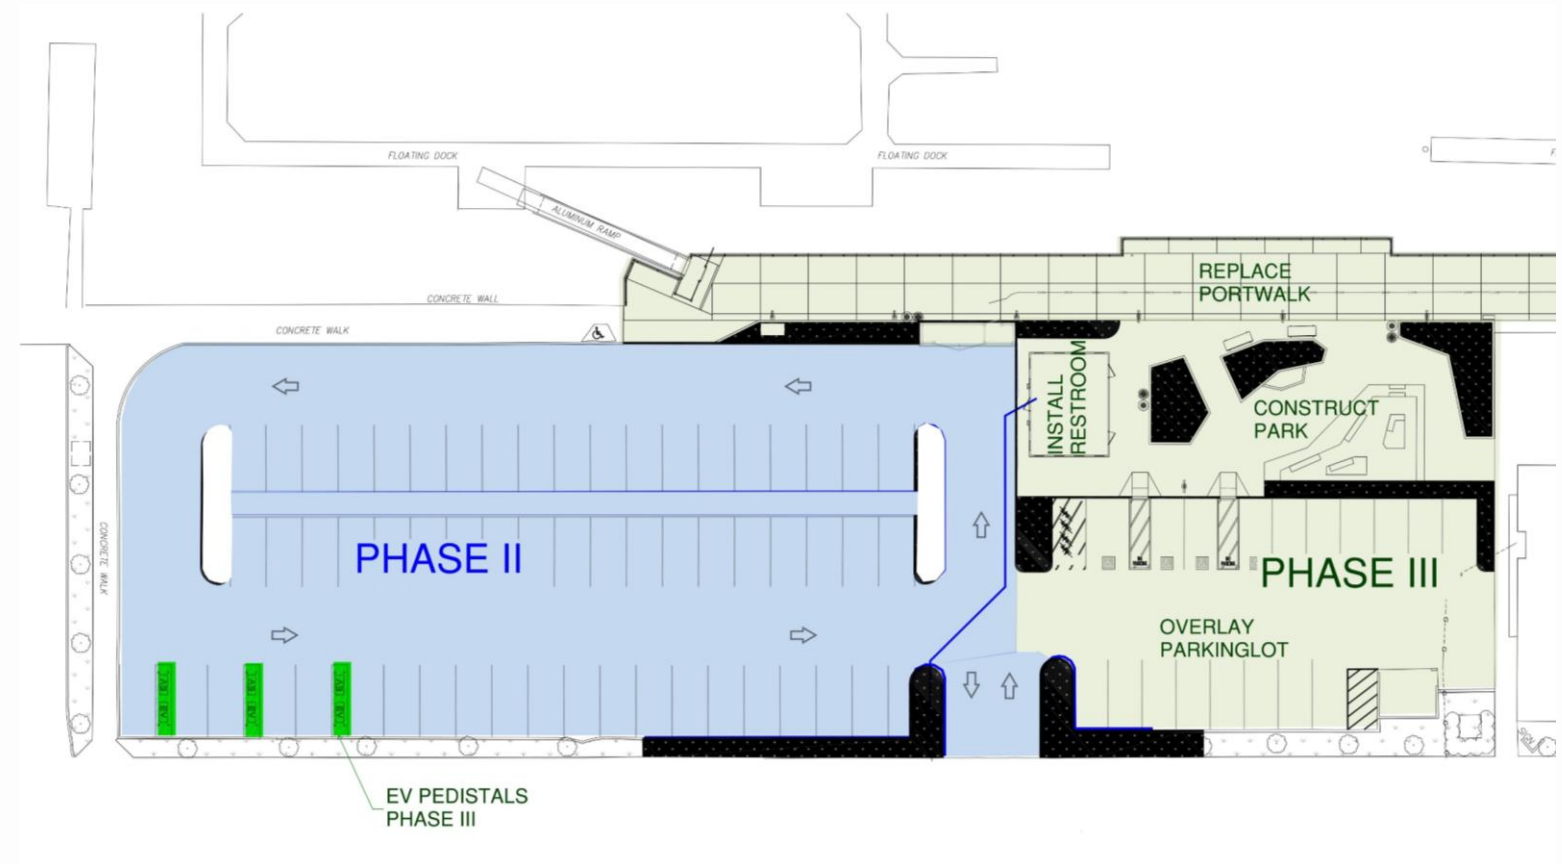 FLOATING DOCK
FLOATING DOCK
ALUMINUM RAMP
REPLACE
PORTWALK
CONCRETE WALL
CONCRETE WALK
INSTALL
RESTROOM
CONSTRUCT
PARK
CONCRETE WALK
PHASE II
PHASE III
OVERLAY
PARKINGLOT
EV PEDISTALS
PHASE III